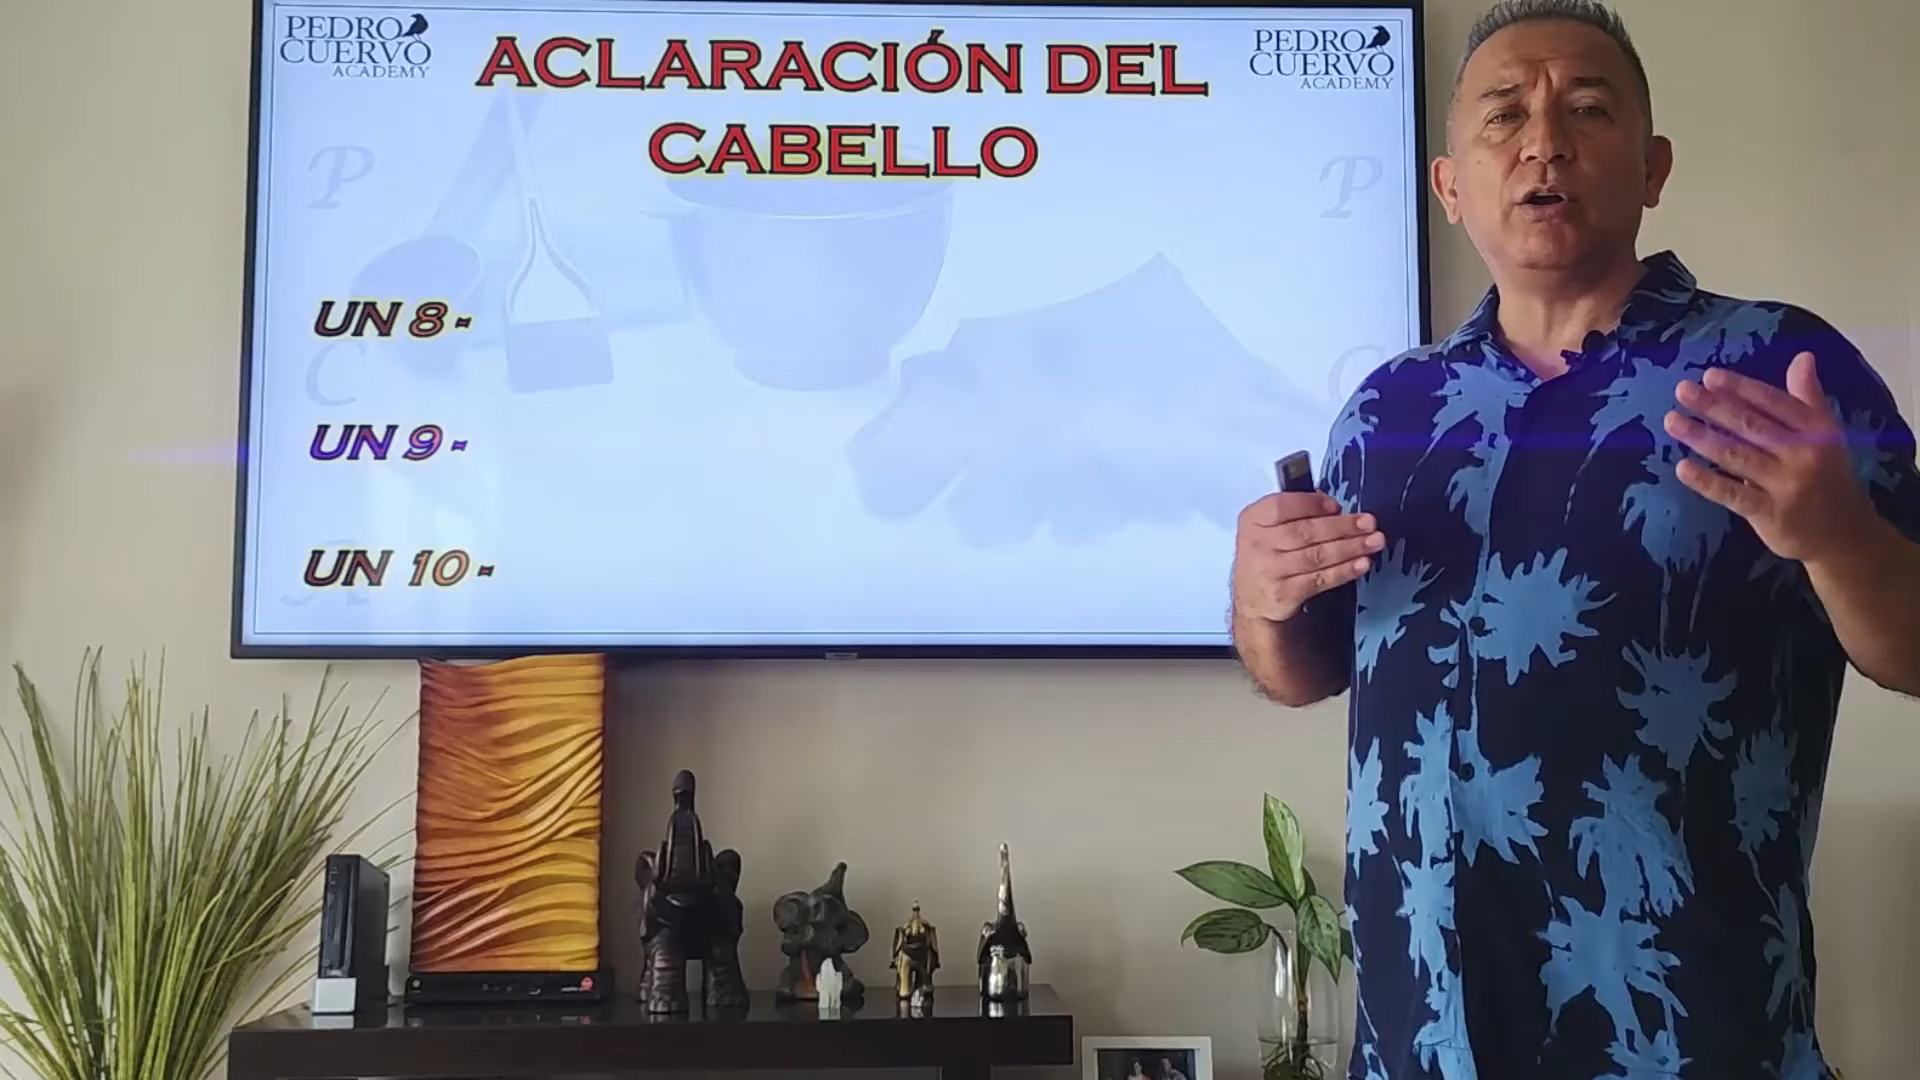 PEDRO
CUERVO
ACADEMY
ACLARACIÓN DEL
CABELLO
PEDRO
CUERVO
ACADEMY
P
P
UN 8-
C
C
UN 9-
UN 10-
A